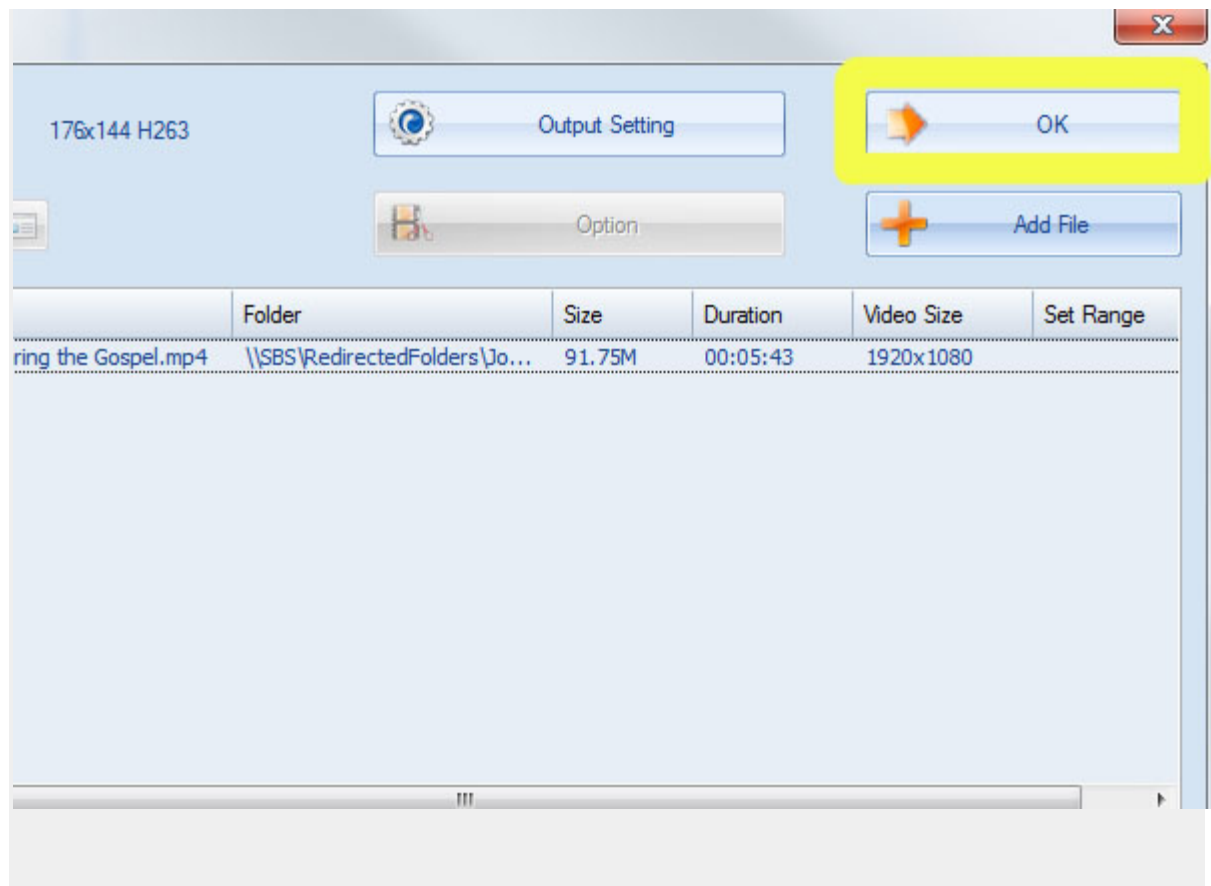 176x144 H263
Output Setting
OK
Option
Add File
Folder Size Duration Video Size Set Range
ring the Gospel.mp4 \\SBS\RedirectedFolders\Jo... 91.75M 00:05:43 1920x1080